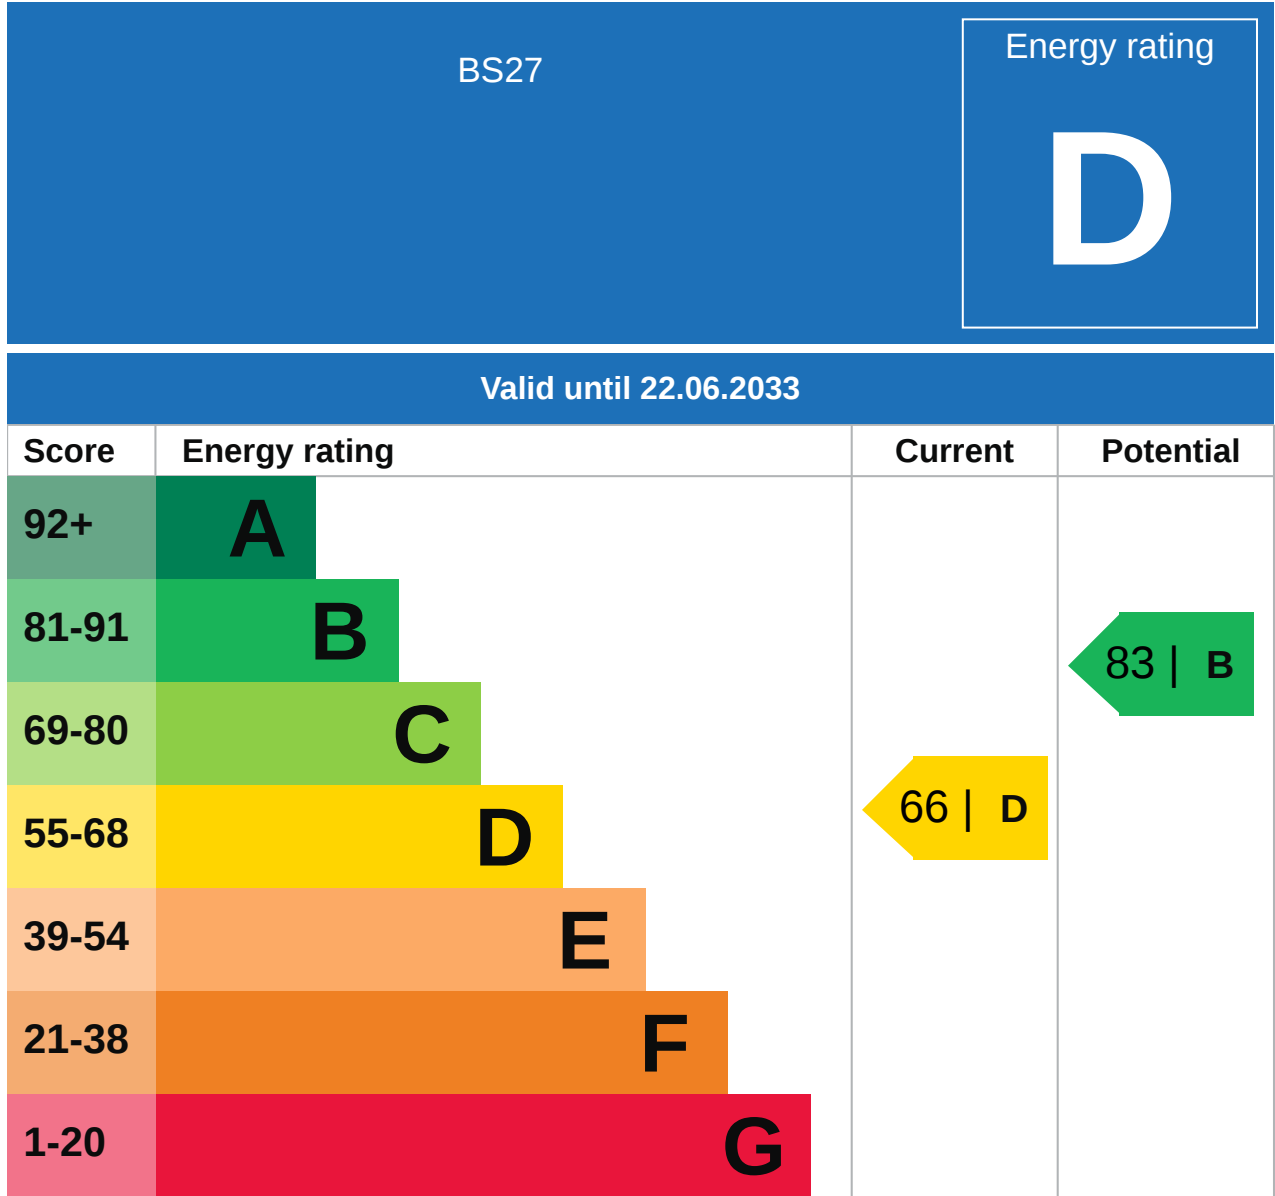 BS27
Energy rating
D
Valid until 22.06.2033
Score Energy rating Current Potential
92+ A
81-91 B
83 | B
69-80 C
66 | D
55-68 D
39-54 E
21-38 F
1-20 G